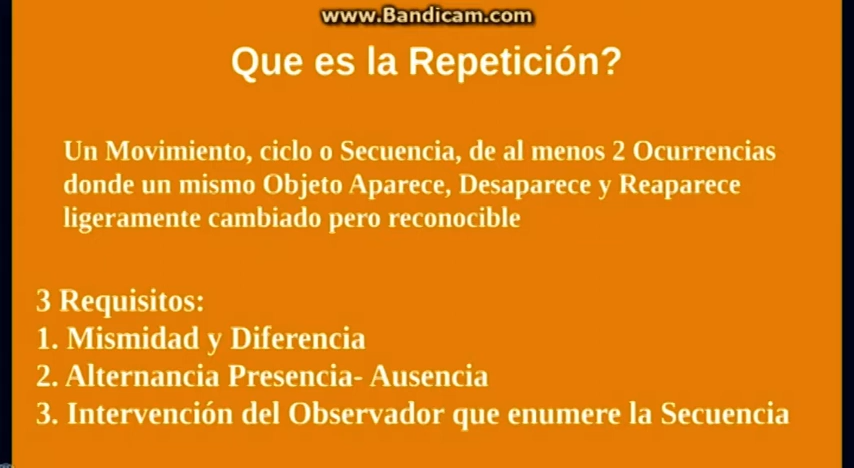 www.Bandicam.com
Que es la Repetición?
Un Movimiento, ciclo o Secuencia, de al menos 2 Ocurrencias
donde un mismo Objeto Aparece, Desaparece y Reaparece
ligeramente cambiado pero reconocible
3 Requisitos:
1. Mismidad y Diferencia
2. Alternancia Presencia- Ausencia
3. Intervención del Observador que enumere la Secuencia